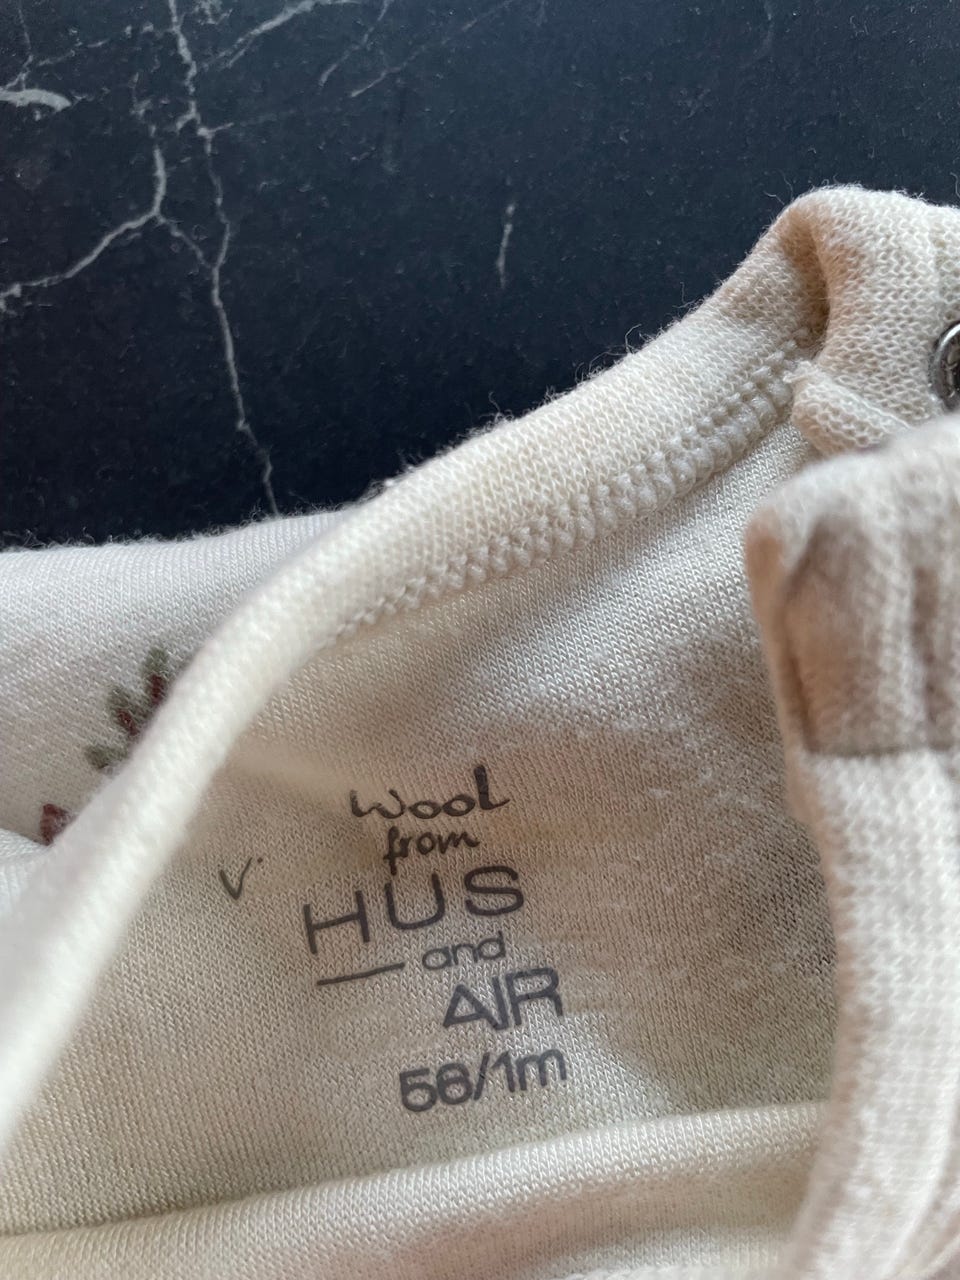 wool
from
V.
HUS
and
AIR
56/1m